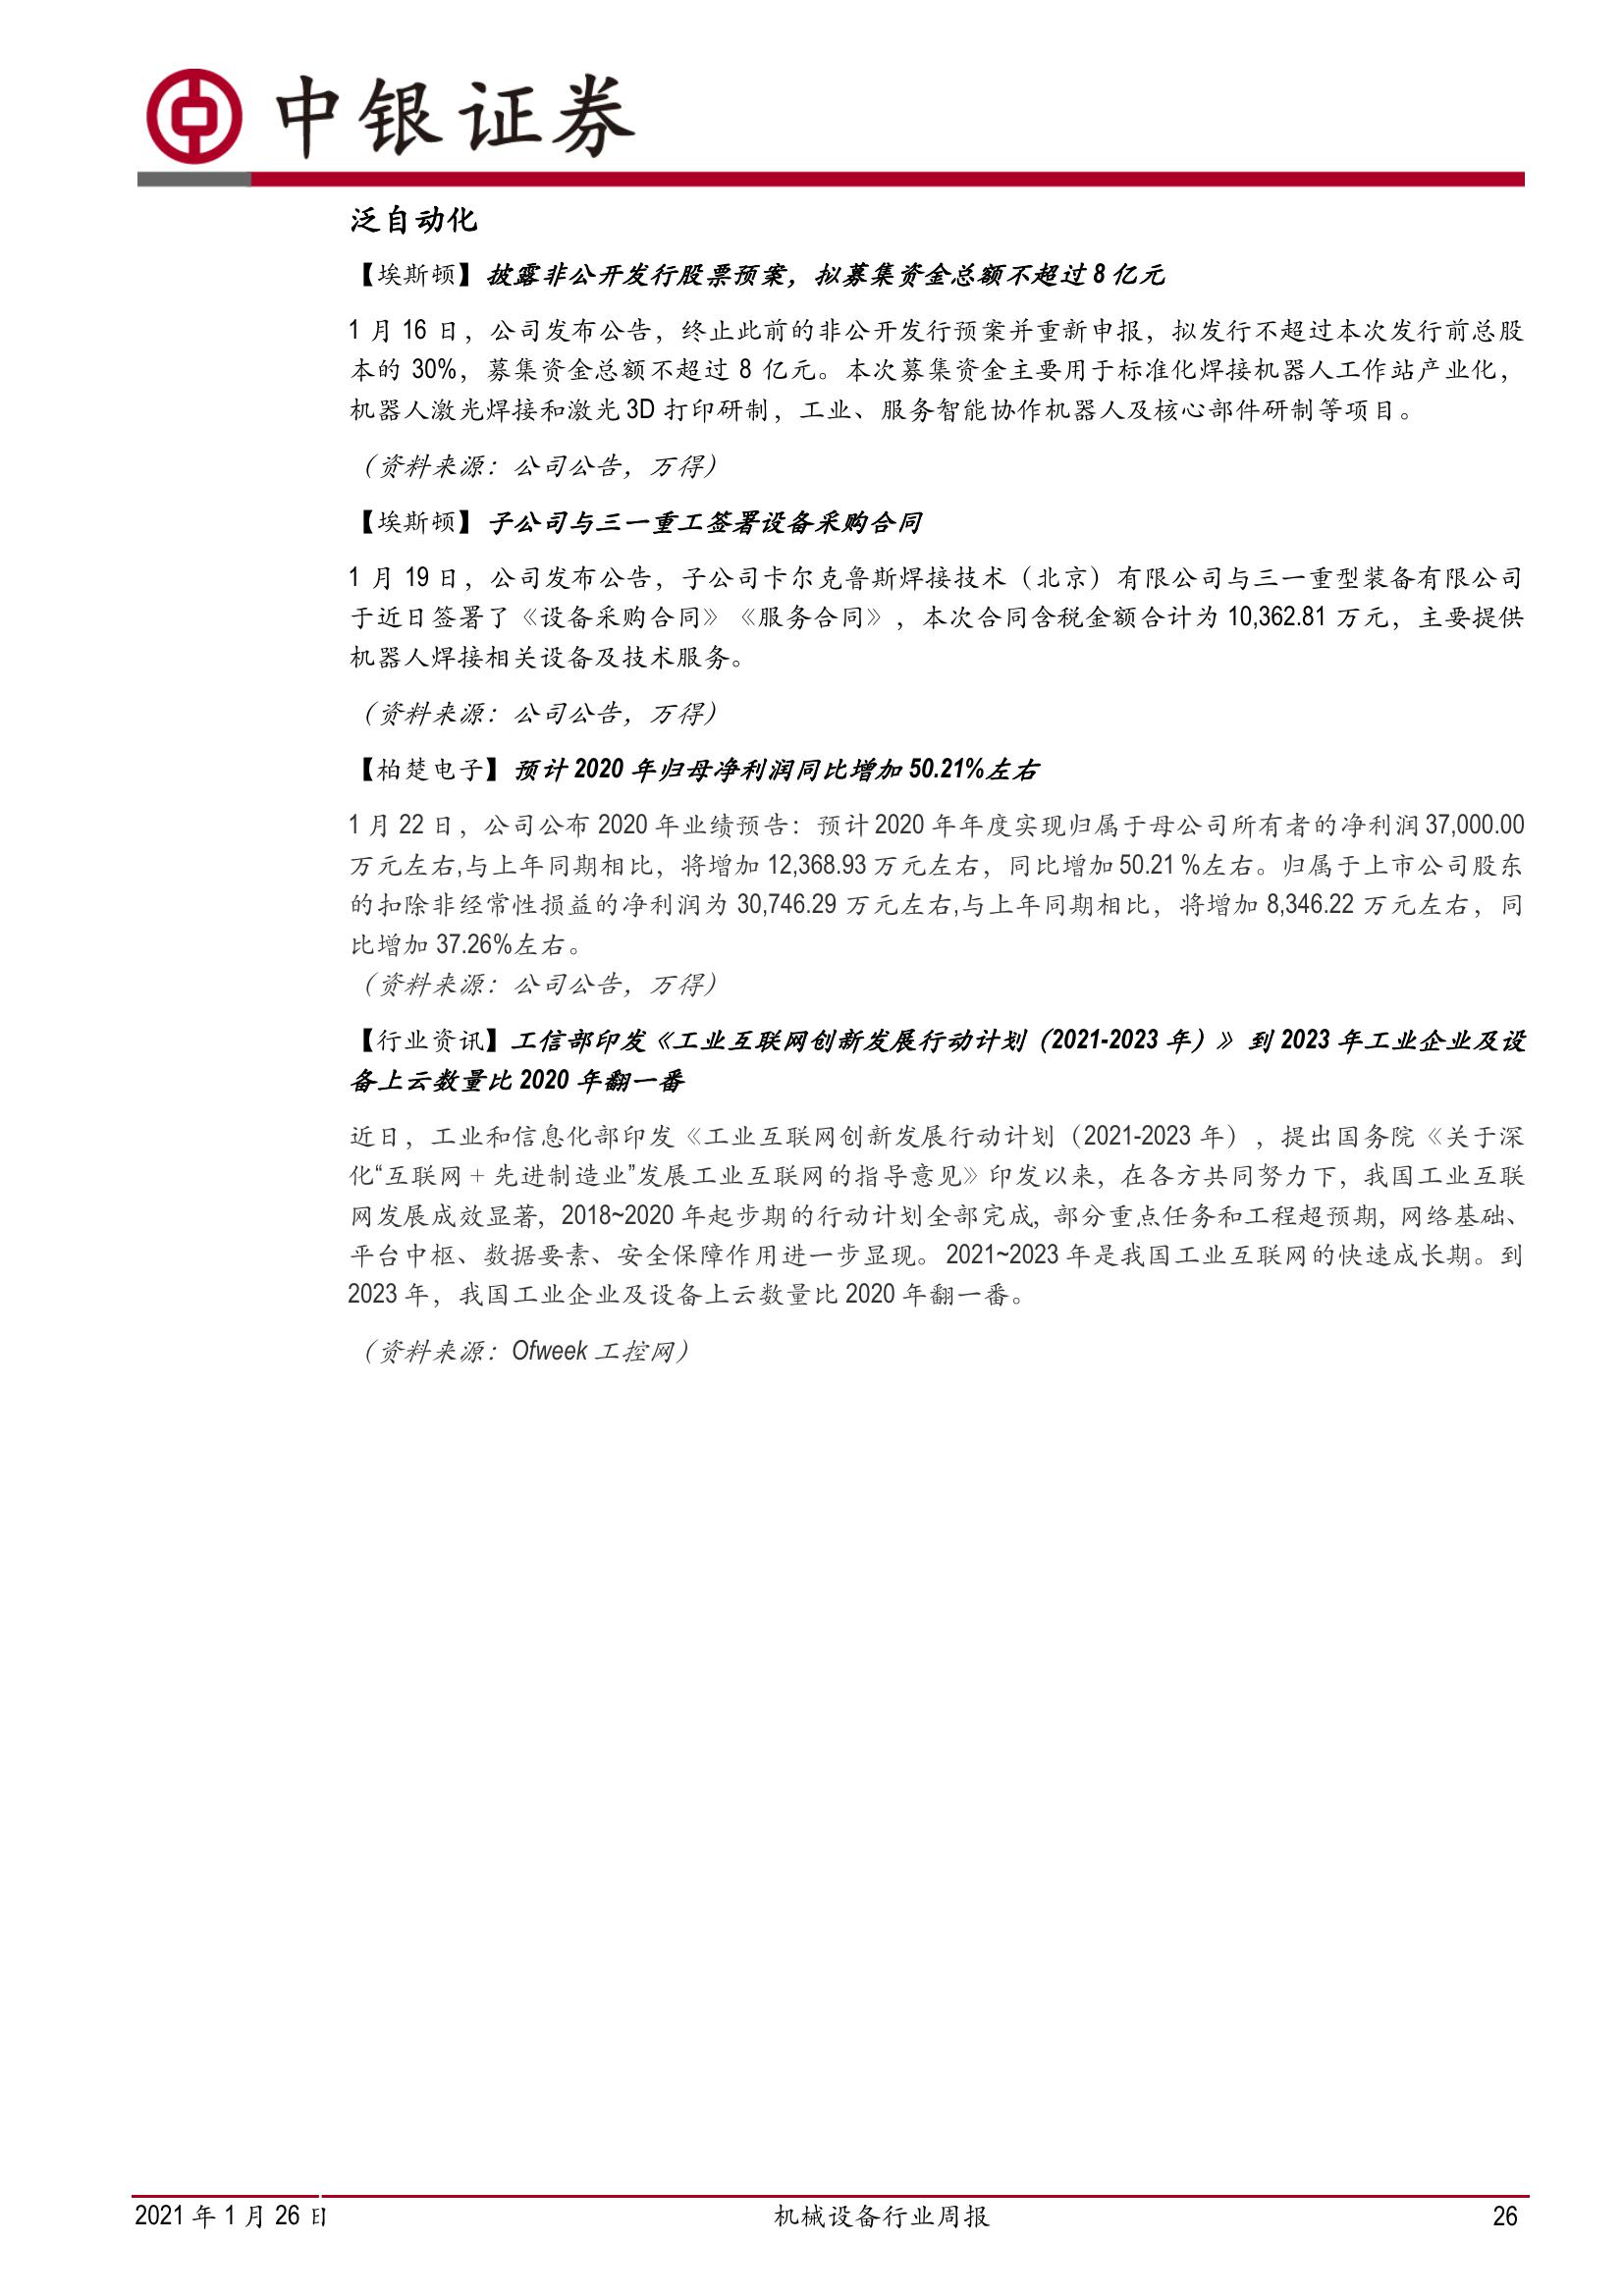 中银证券
泛自动化
【埃斯顿】披露非公开发行股票预案，拟募集资金总额不超过 8 亿元
1 月 16 日，公司发布公告，终止此前的非公开发行预案并重新申报，拟发行不超过本次发行前总股
本的 30%，募集资金总额不超过 8 亿元。本次募集资金主要用于标准化焊接机器人工作站产业化，
机器人激光焊接和激光 3D 打印研制，工业、服务智能协作机器人及核心部件研制等项目。
（资料来源：公司公告，万得）
【埃斯顿】子公司与三一重工签署设备采购合同
1 月 19 日，公司发布公告，子公司卡尔克鲁斯焊接技术（北京）有限公司与三一重型装备有限公司
于近日签署了《设备采购合同》《服务合同》，本次合同含税金额合计为 10,362.81 万元，主要提供
机器人焊接相关设备及技术服务。
（资料来源：公司公告，万得）
【柏楚电子】预计 2020 年归母净利润同比增加 50.21%左右
1 月 22 日，公司公布 2020 年业绩预告：预计 2020 年年度实现归属于母公司所有者的净利润 37,000.00
万元左右,与上年同期相比，将增加 12,368.93 万元左右，同比增加 50.21 %左右。归属于上市公司股东
的扣除非经常性损益的净利润为 30,746.29 万元左右,与上年同期相比，将增加 8,346.22 万元左右，同
比增加 37.26%左右。
（资料来源：公司公告，万得）
【行业资讯】工信部印发《工业互联网创新发展行动计划（2021-2023 年）》 到 2023 年工业企业及设
备上云数量比 2020 年翻一番
近日，工业和信息化部印发《工业互联网创新发展行动计划（2021-2023 年），提出国务院《关于深
化“互联网 + 先进制造业”发展工业互联网的指导意见》印发以来，在各方共同努力下，我国工业互联
网发展成效显著，2018~2020 年起步期的行动计划全部完成, 部分重点任务和工程超预期, 网络基础、
平台中枢、数据要素、安全保障作用进一步显现。2021~2023 年是我国工业互联网的快速成长期。到
2023 年，我国工业企业及设备上云数量比 2020 年翻一番。
（资料来源：Ofweek 工控网）
2021 年 1 月 26 日 机械设备行业周报 26